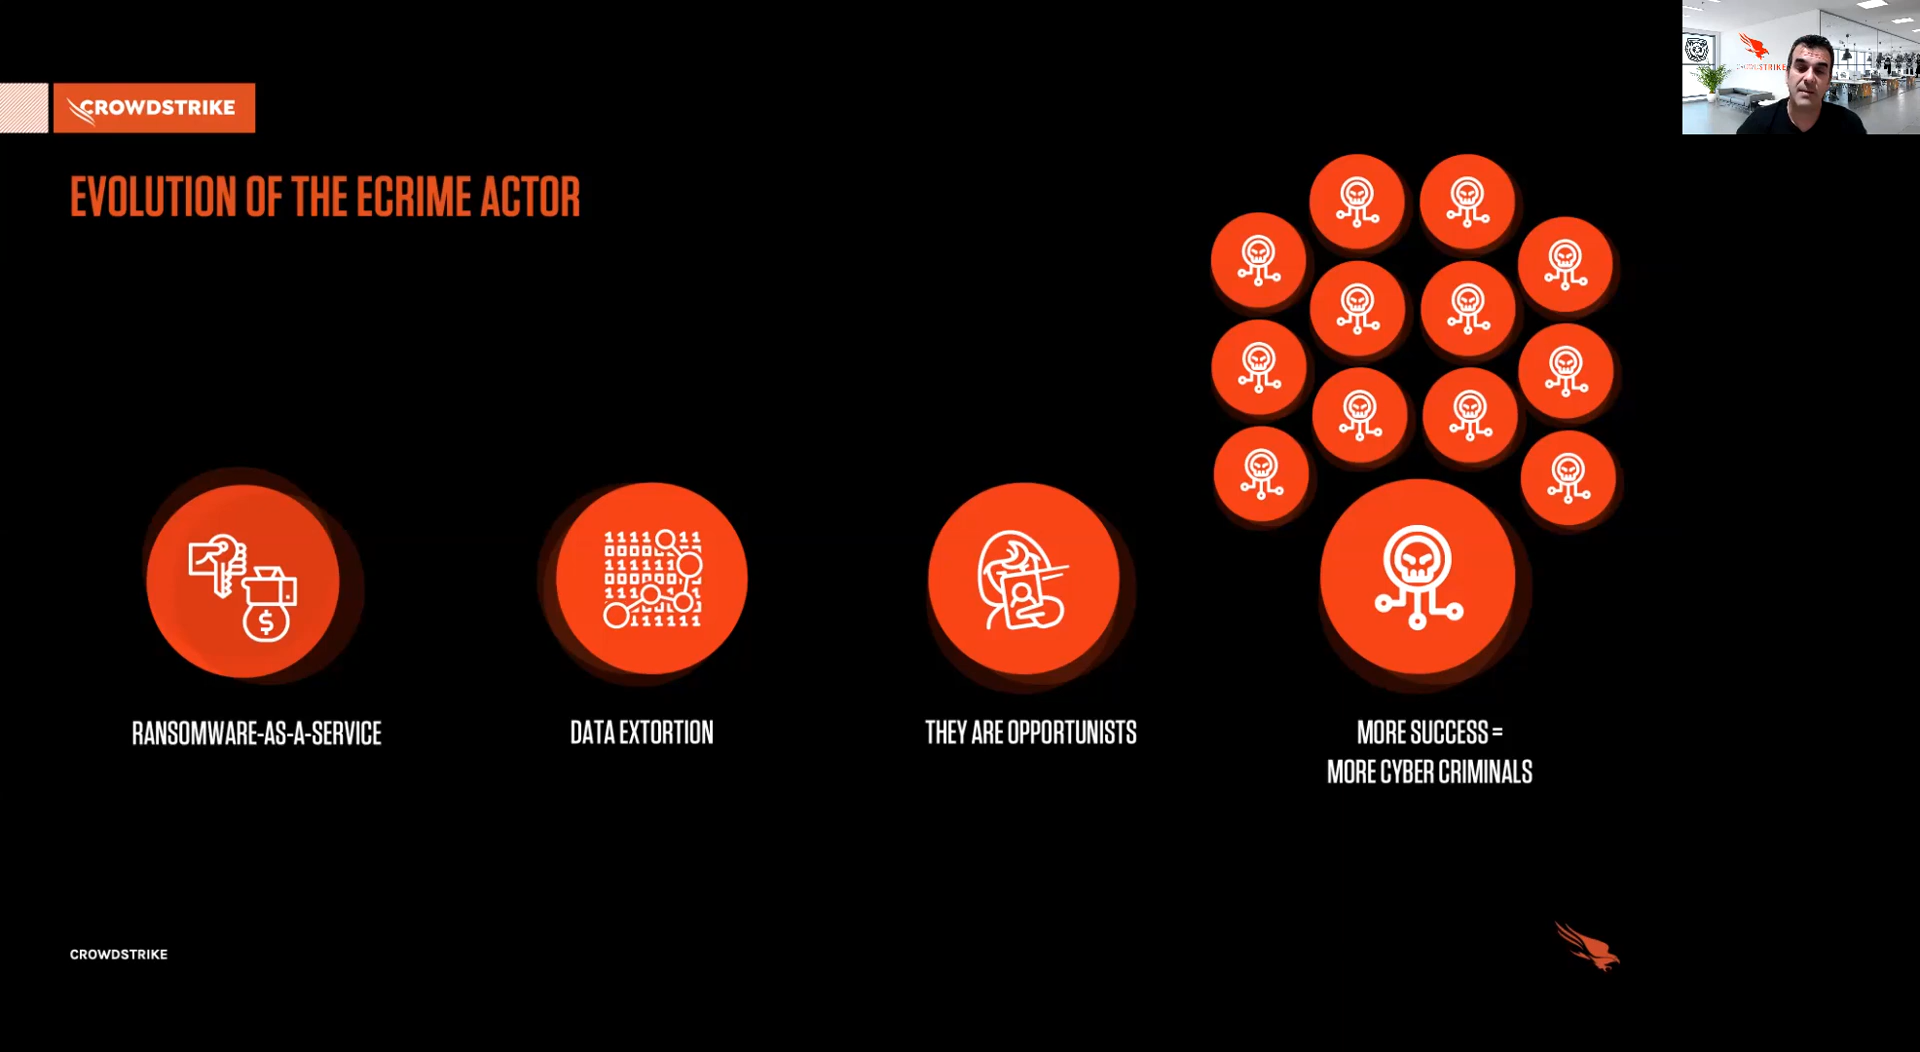 CROWDSTRIKE
EVOLUTION OF THE ECRIME ACTOR
RANSOMWARE-AS-A-SERVICE
DATA EXTORTION
THEY ARE OPPORTUNISTS
MORE SUCCESS =
MORE CYBER CRIMINALS
CROWDSTRIKE